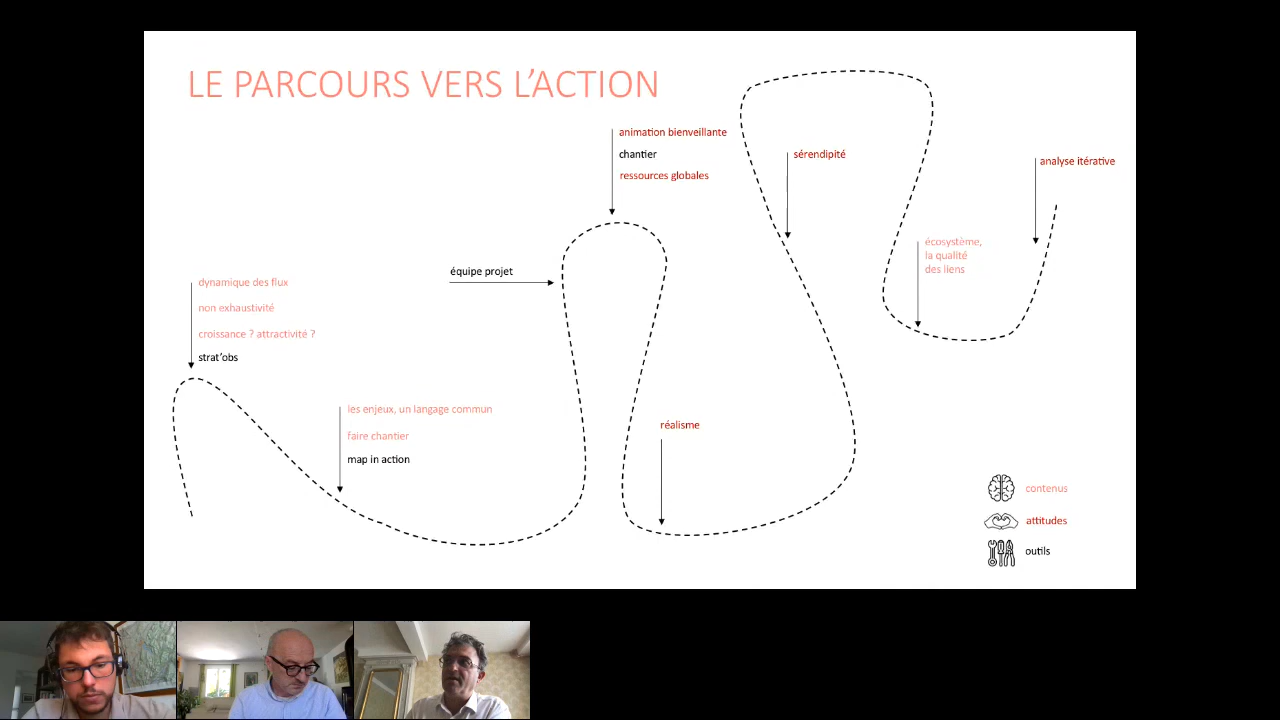 LE PARCOURS VERS L'ACTION
dynamique des flux
non exhaustivité
croissance ? attractivité ?
strat'obs
les enjeux, un langage commun
faire chantier
map in action
équipe projet
animation bienveillante
chantier
ressources globales
réalisme
sérendipité
écosystème,
la qualité
des liens
analyse itérative
contenus
attitudes
outils